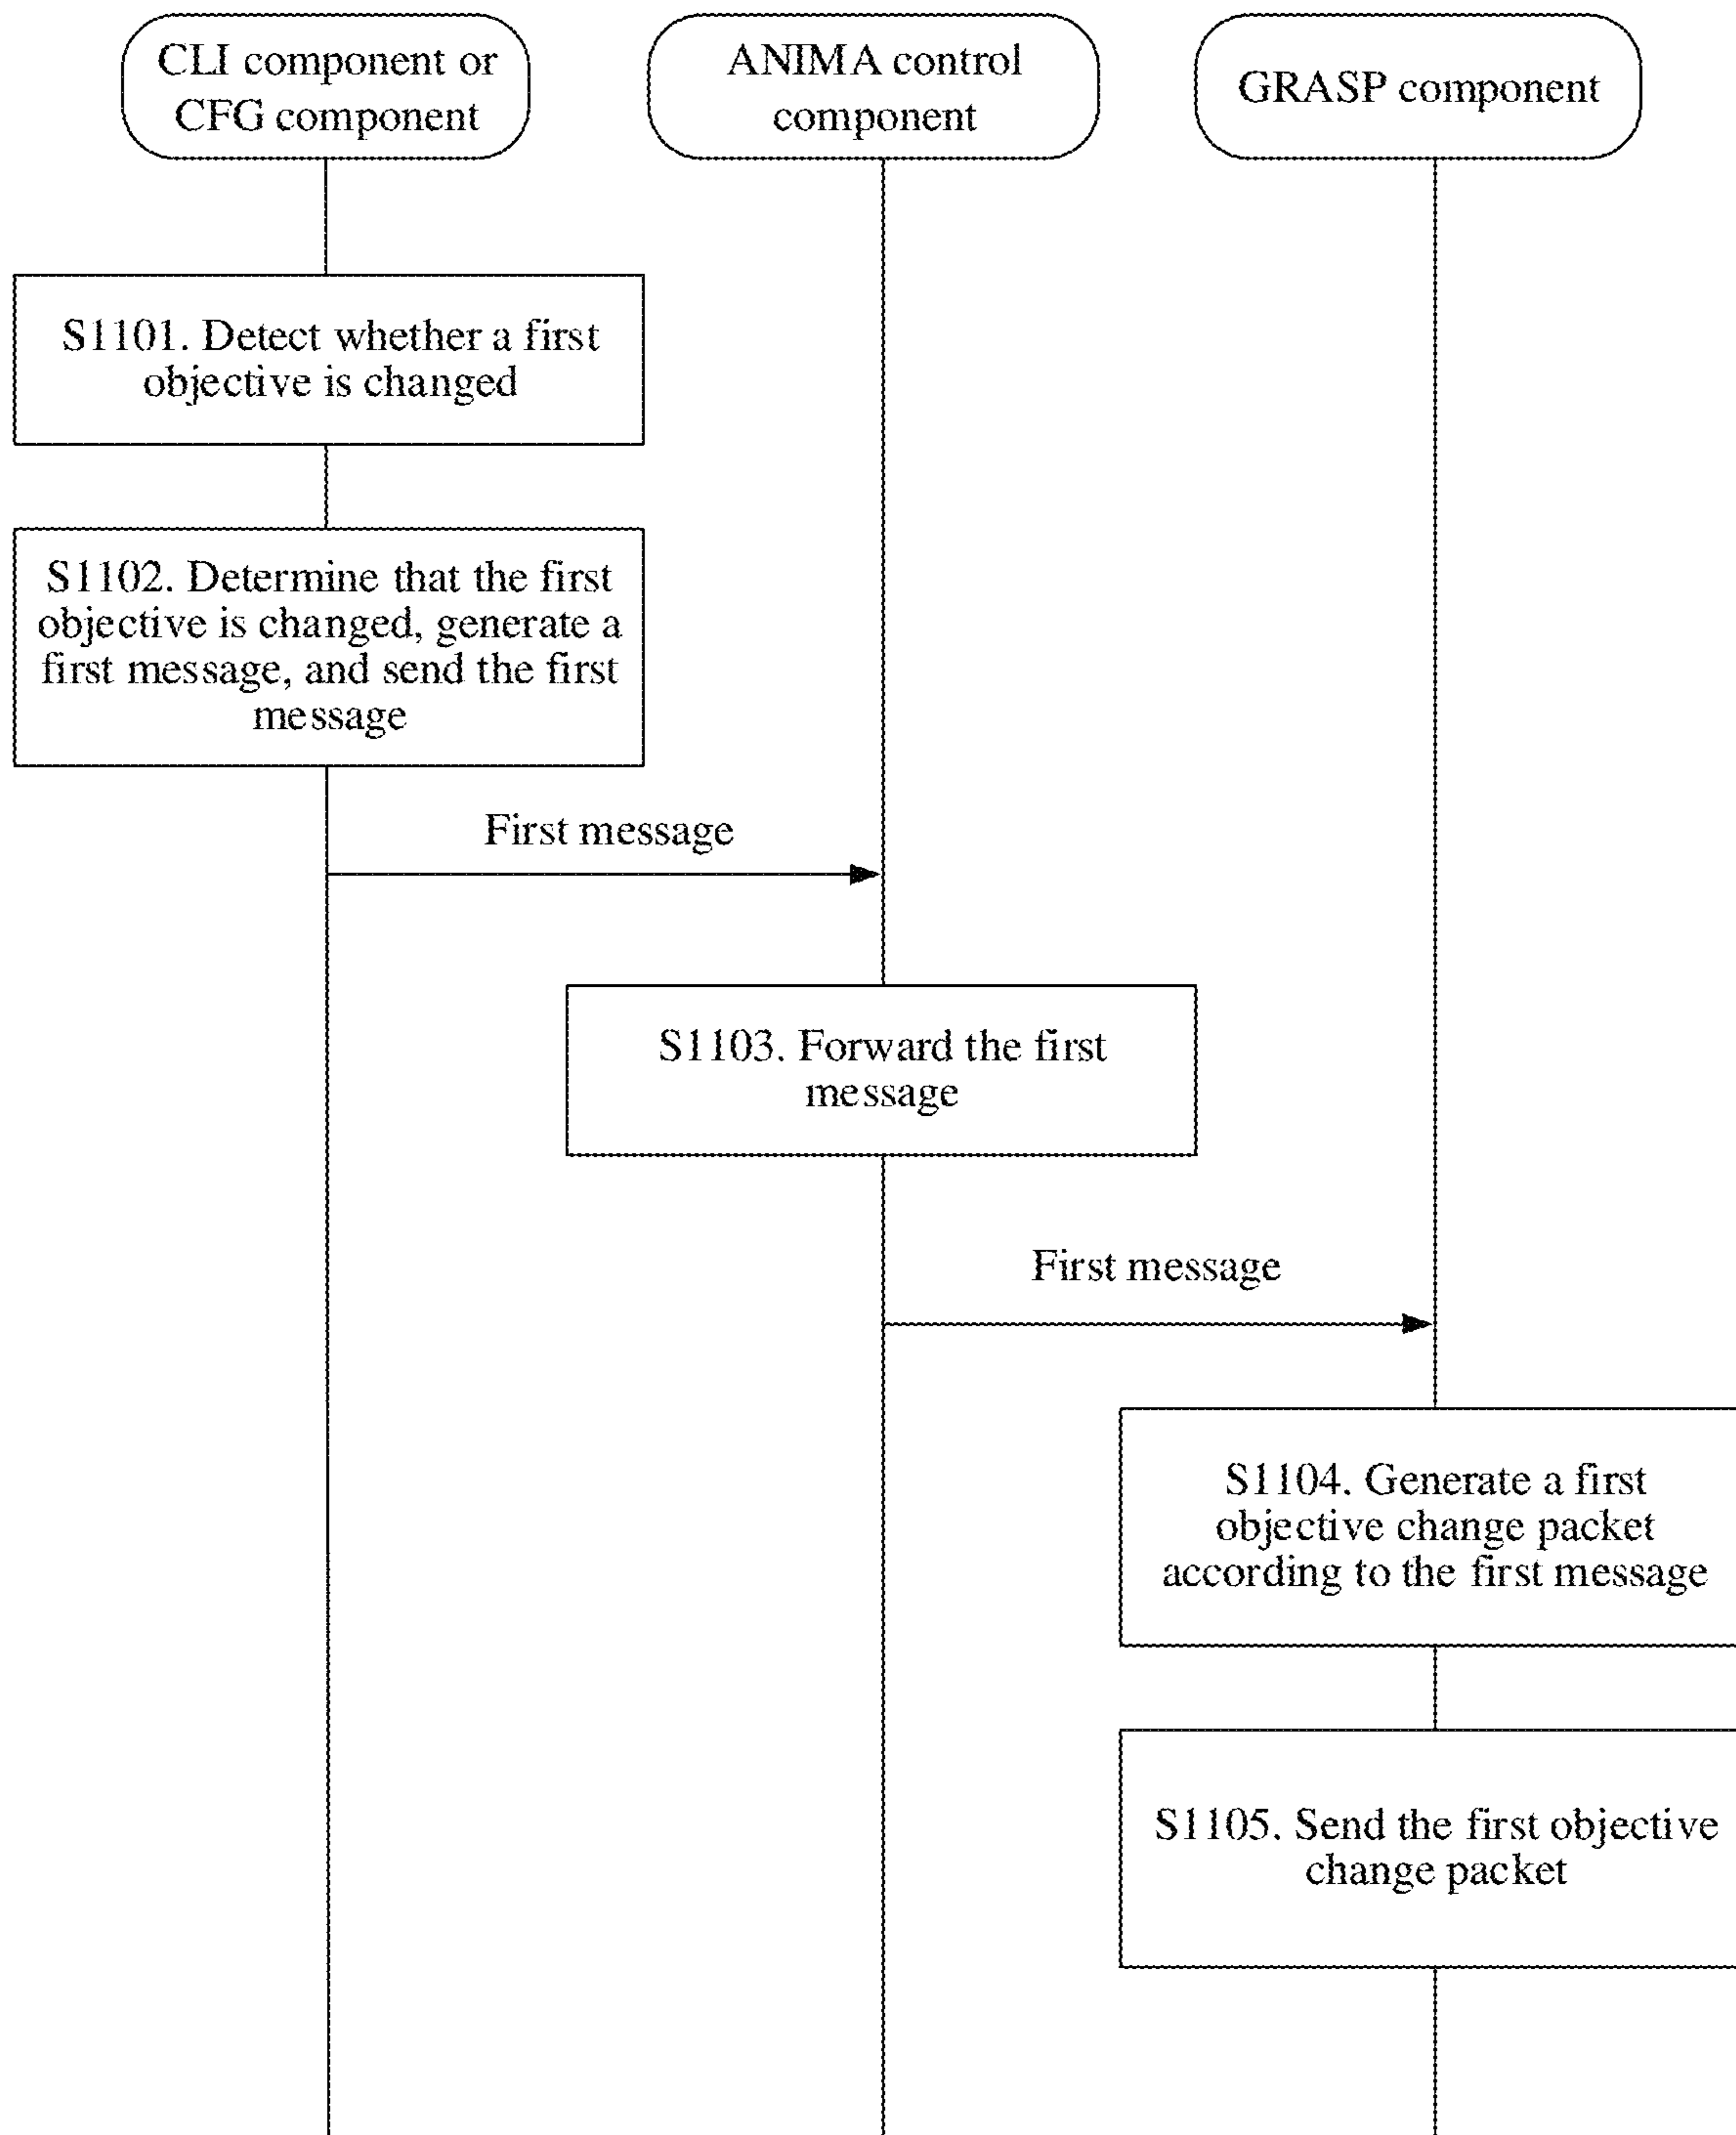 CLI component or
CFG component
ANIMA control
component
GRASP component
S1101. Detect whether a first
objective is changed
S1102. Determine that the first
objective is changed, generate a
first message, and send the first
message
First message
S1103. Forward the first
message
First message
S1104. Generate a first
objective change packet
according to the first message
S1105. Send the first objective
change packet